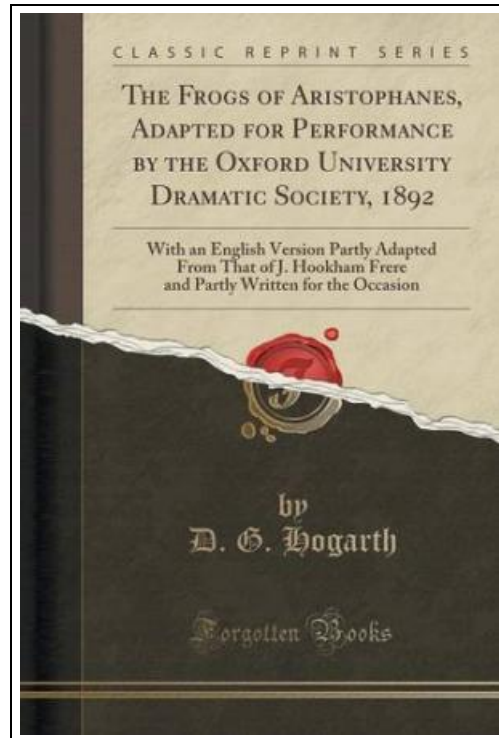 CLASSIC REPRINT SERIES
THE FROGS OF ARISTOPHANES,
ADAPTED FOR PERFORMANCE
BY THE OXFORD UNIVERSITY
DRAMATIC SOCIETY, 1892
With an English Version Partly Adapted
From That of J. Hookham Frere
and Partly Written for the Occasion
by
D. G. Hogarth
Forgotten Books